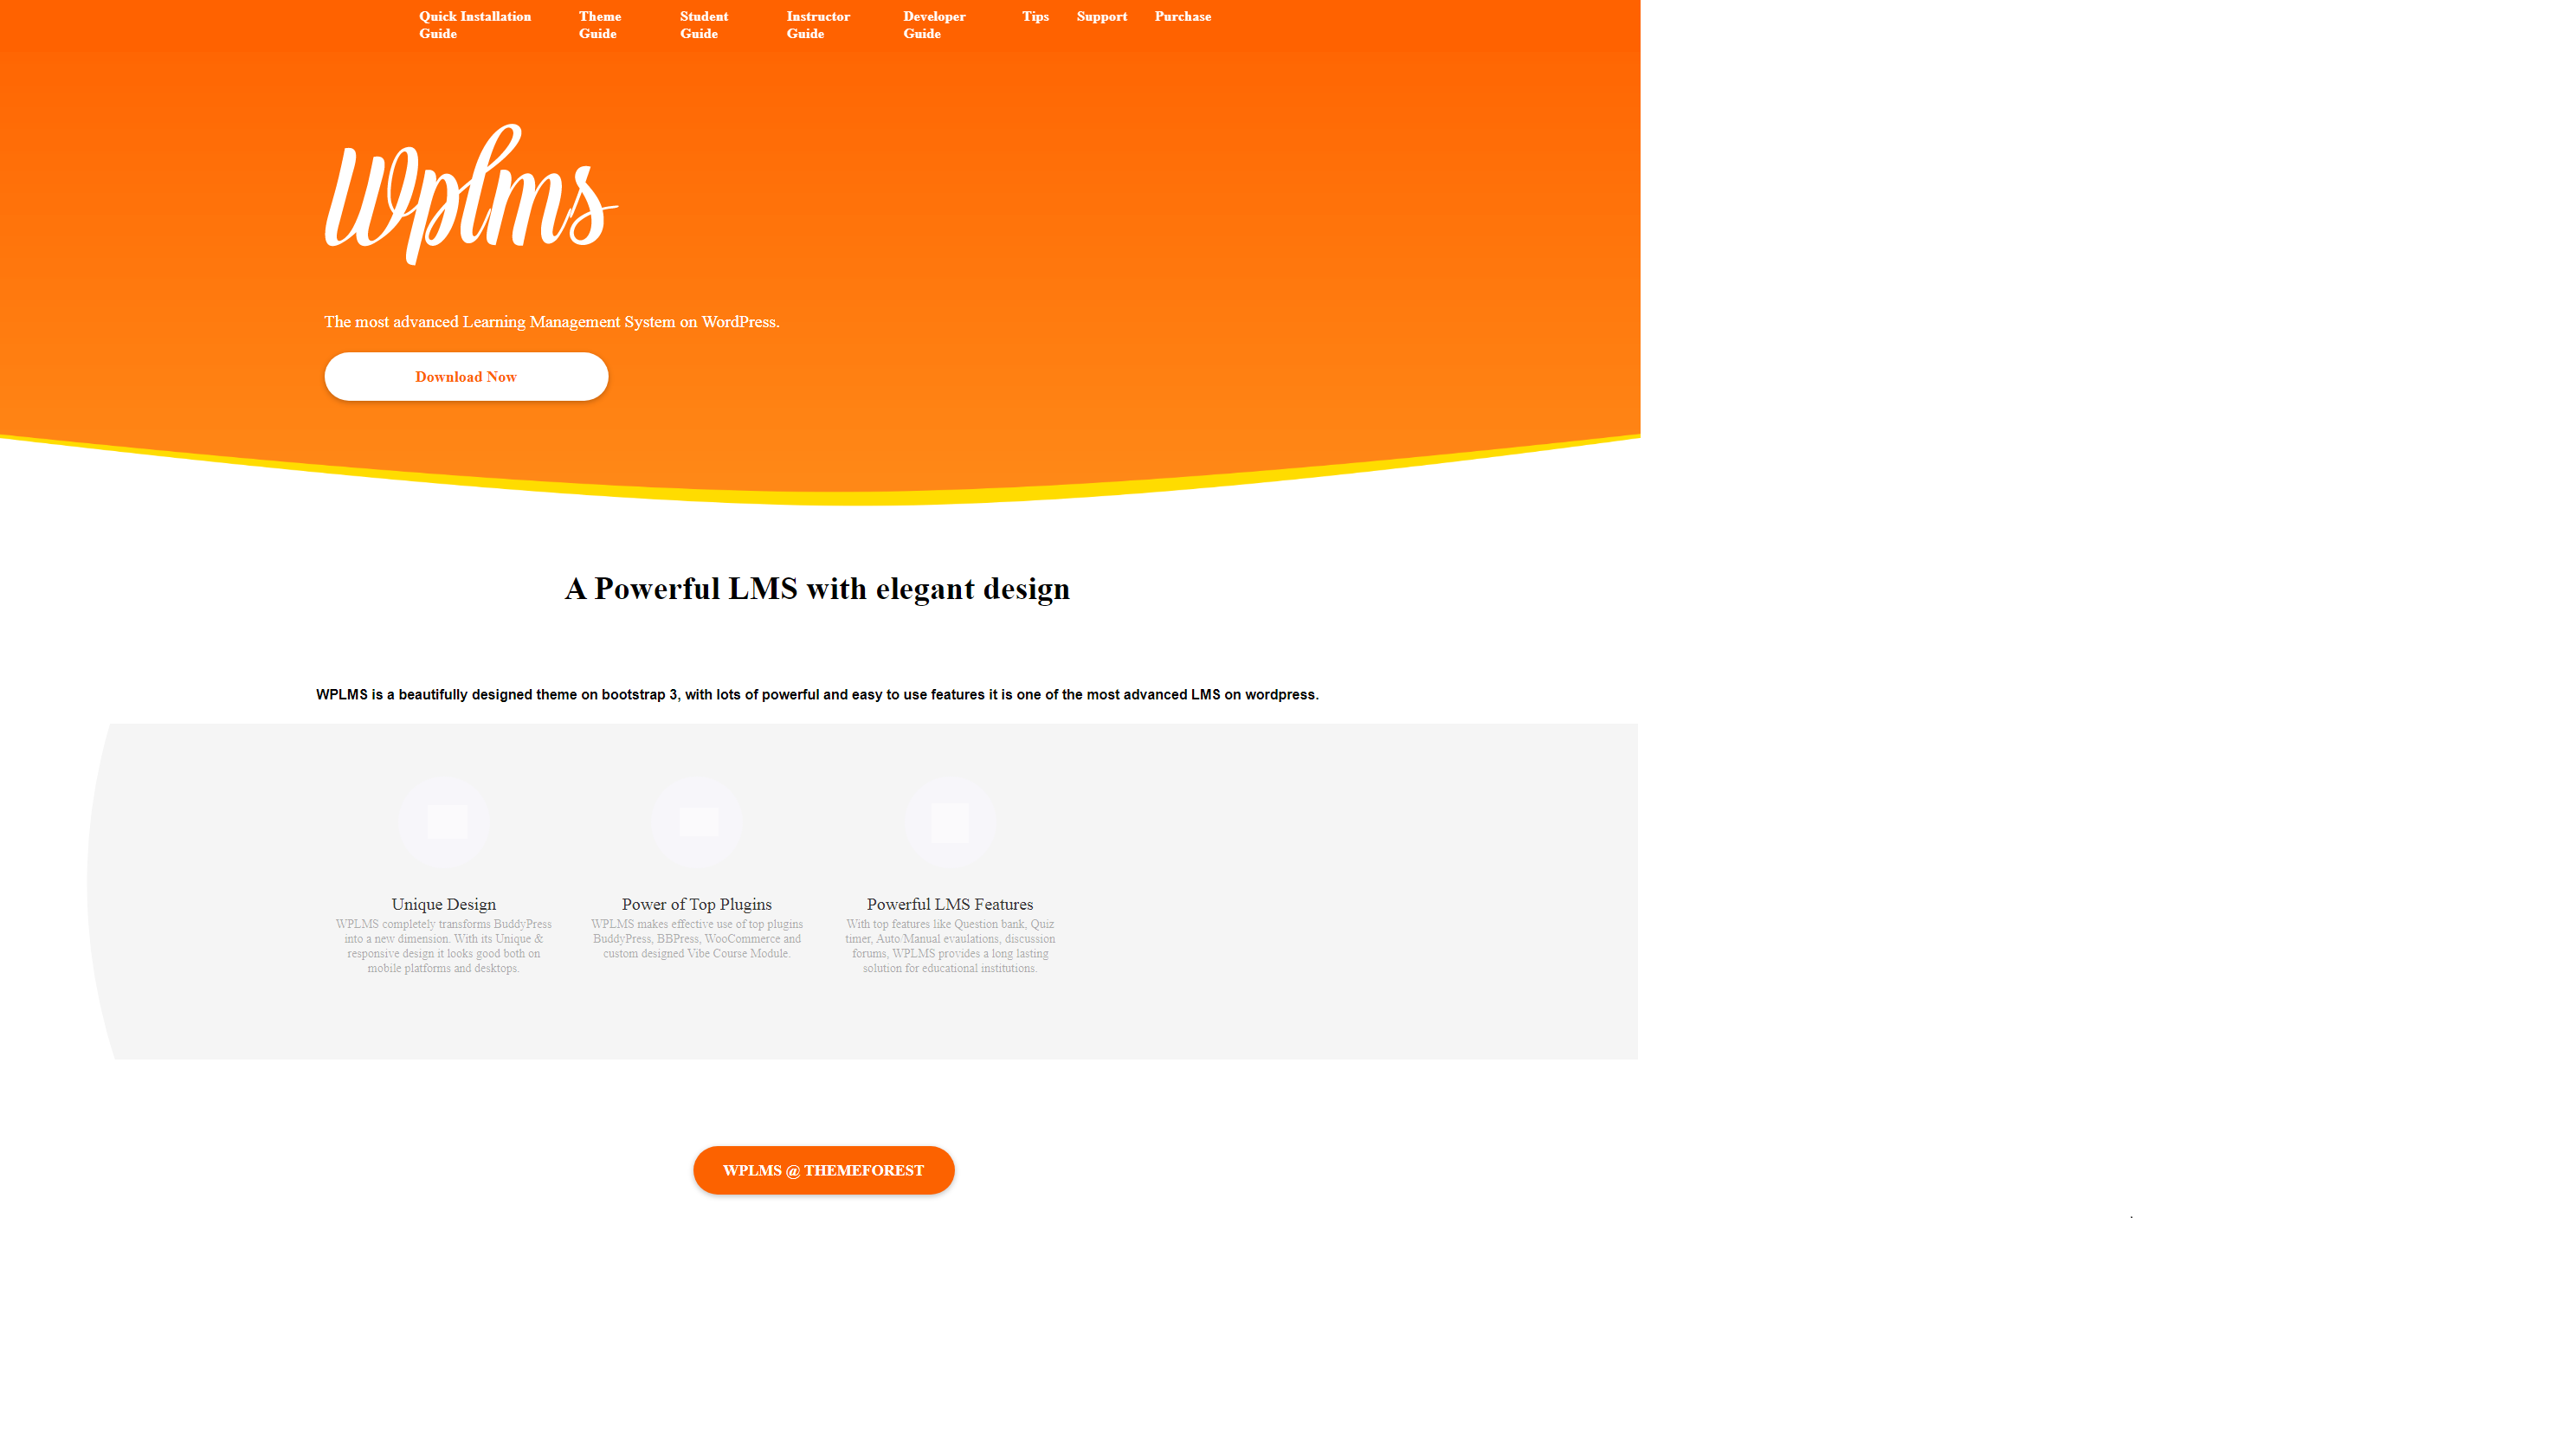 Quick Installation Guide
Theme Guide
Student Guide
Instructor Guide
Developer Guide
Tips
Support
Purchase
Wplms
The most advanced Learning Management System on WordPress.
Download Now
A Powerful LMS with elegant design
WPLMS is a beautifully designed theme on bootstrap 3, with lots of powerful and easy to use features it is one of the most advanced LMS on wordpress.
Unique Design
WPLMS completely transforms BuddyPress
into a new dimension. With its Unique &
responsive design it looks good both on
mobile platforms and desktops.
Power of Top Plugins
WPLMS makes effective use of top plugins
BuddyPress, BBPress, WooCommerce and
custom designed Vibe Course Module.
Powerful LMS Features
With top features like Question bank, Quiz
timer, Auto/Manual evaulations, discussion
forums, WPLMS provides a long lasting
solution for educational institutions.
WPLMS @ THEMEFOREST
.